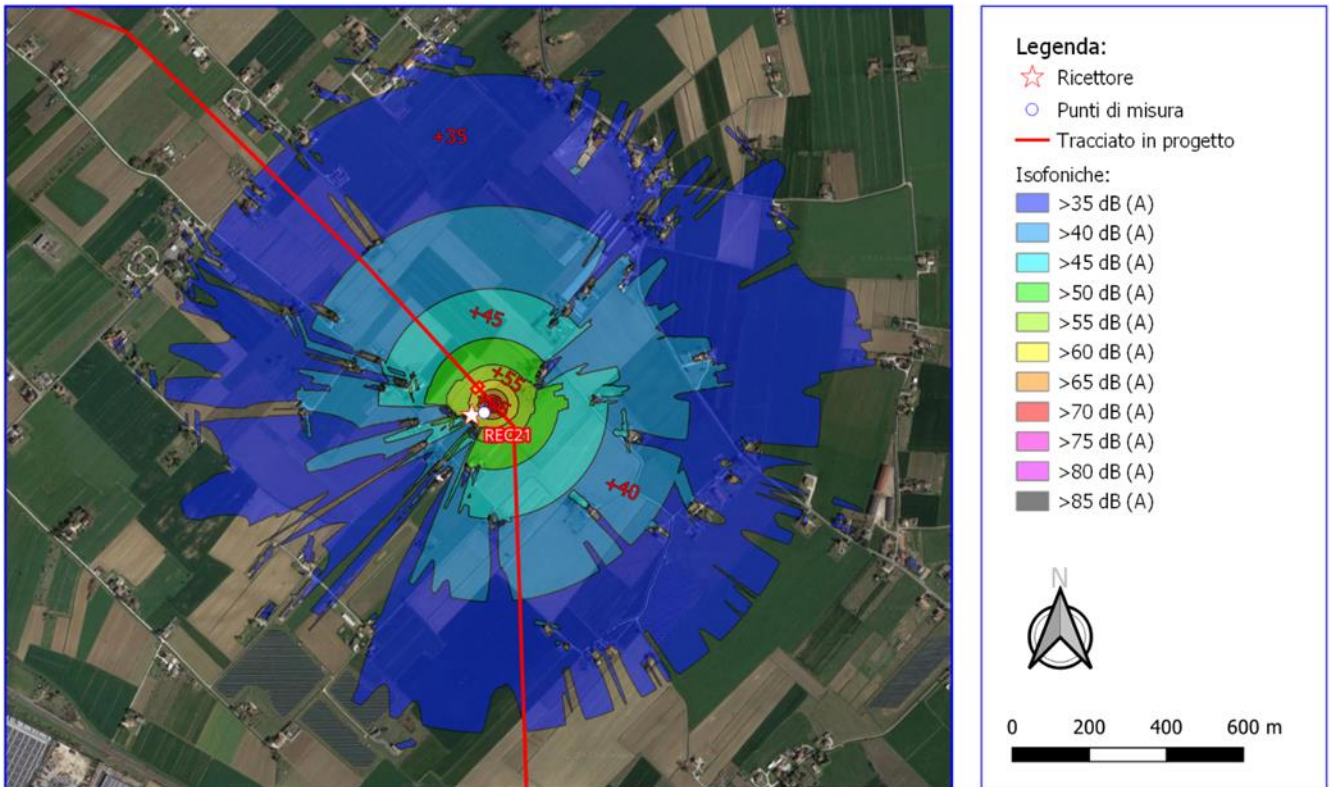 +35
+45
+55
REC21
+40
Legenda:
Ricettore
Punti di misura
Tracciato in progetto
Isofoniche:
>35 dB (A)
>40 dB (A)
>45 dB (A)
>50 dB (A)
>55 dB (A)
>60 dB (A)
>65 dB (A)
>70 dB (A)
>75 dB (A)
>80 dB (A)
>85 dB (A)
N
0 200 400 600 m